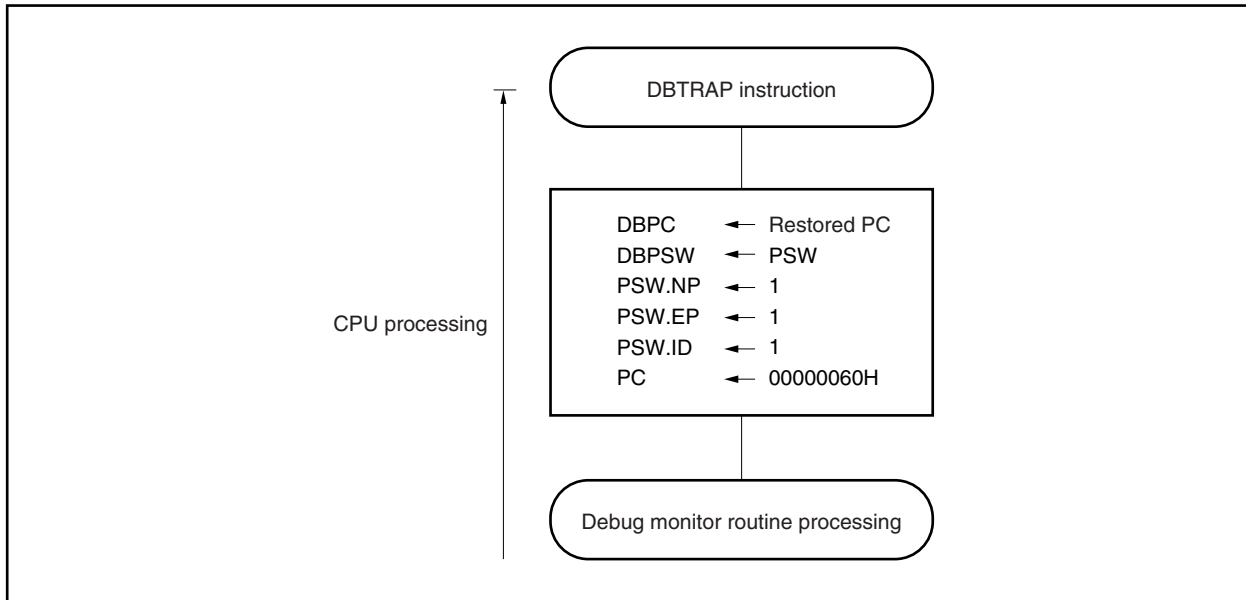 DBTRAP instruction
DBPC ← Restored PC
DBPSW ← PSW
PSW.NP ← 1
PSW.EP ← 1
PSW.ID ← 1
PC ← 00000060H
CPU processing
Debug monitor routine processing